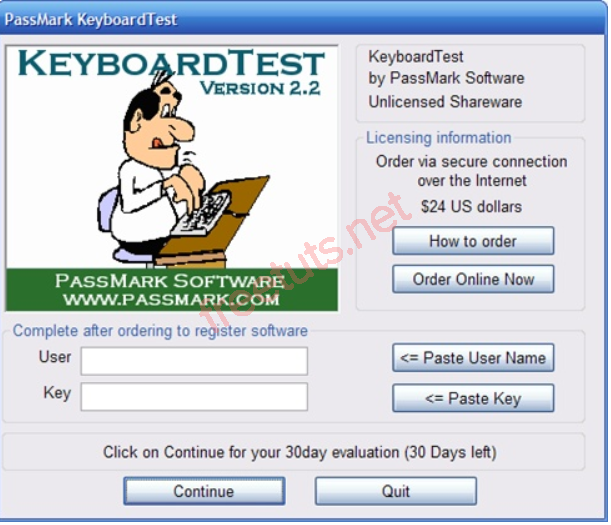 PassMark KeyboardTest
KEYBOARDTEST
VERSION 2.2
PASSMARK SOFTWARE
WWW.PASSMARK.COM
KeyboardTest
by PassMark Software
Unlicensed Shareware
Licensing information
Order via secure connection
over the Internet
$24 US dollars
How to order
Order Online Now
freetuts.net
Complete after ordering to register software
User
<= Paste User Name
Key
<= Paste Key
Click on Continue for your 30day evaluation (30 Days left)
Continue
Quit